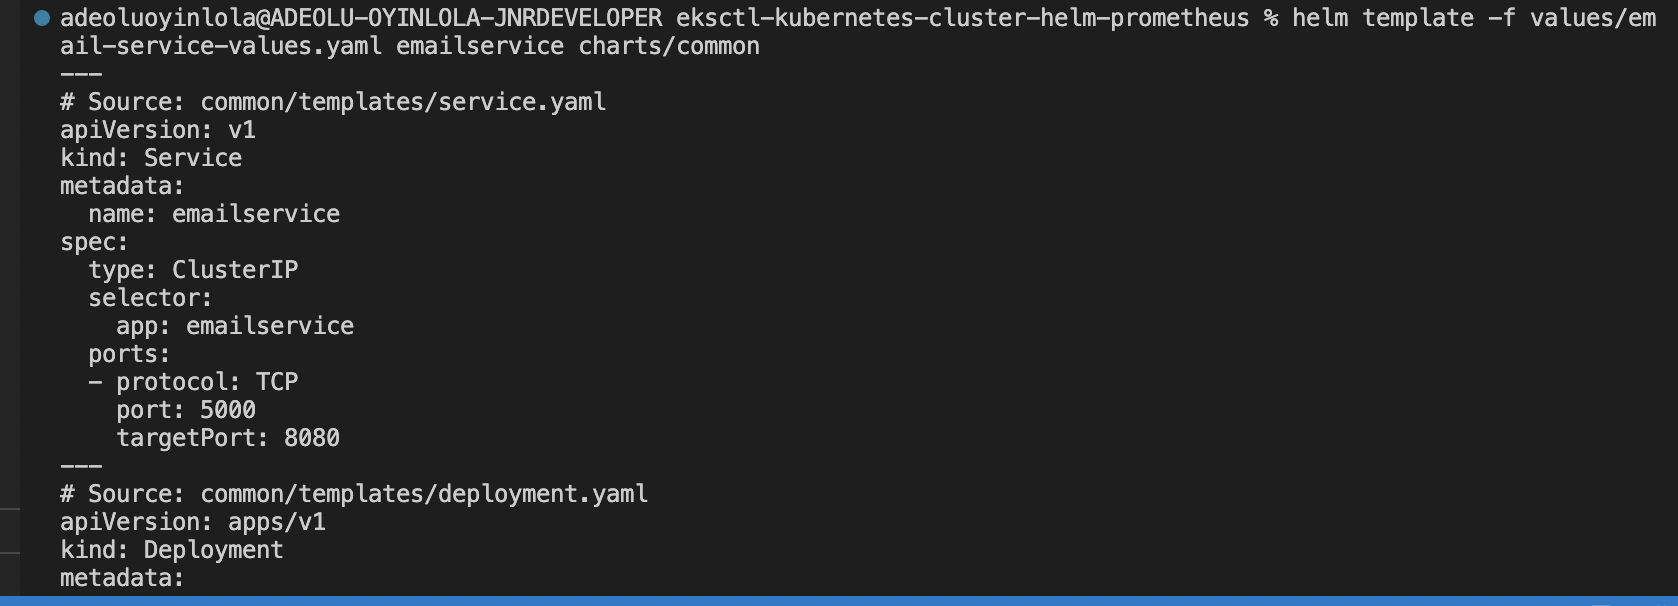 adeoluoyinlola@ADEOLU-OYINLOLA-JNRDEVELOPER eksctl-kubernetes-cluster-helm-prometheus % helm template -f values/em
ail-service-values.yaml emailservice charts/common
---
# Source: common/templates/service.yaml
apiVersion: v1
kind: Service
metadata:
  name: emailservice
spec:
  type: ClusterIP
  selector:
    app: emailservice
  ports:
  - protocol: TCP
    port: 5000
    targetPort: 8080
---
# Source: common/templates/deployment.yaml
apiVersion: apps/v1
kind: Deployment
metadata: